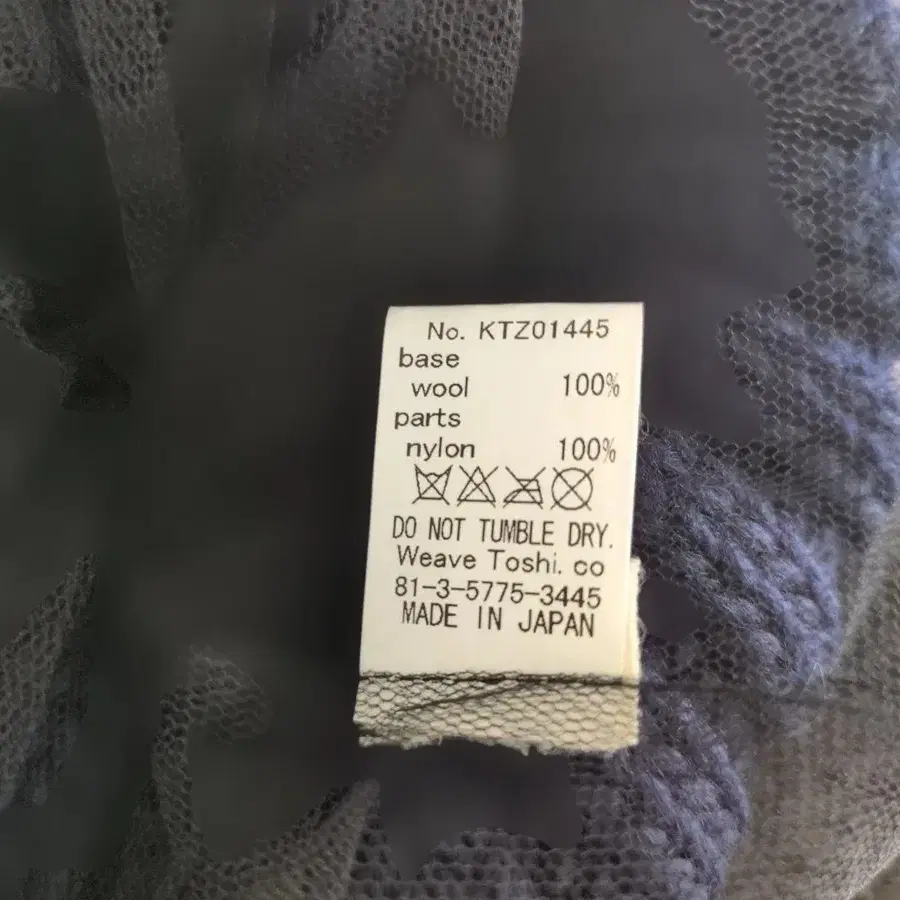 No. KTZ01445
base
wool 100%
parts
nylon 100%
DO NOT TUMBLE DRY.
Weave Toshi. co
81-3-5775-3445
MADE IN JAPAN